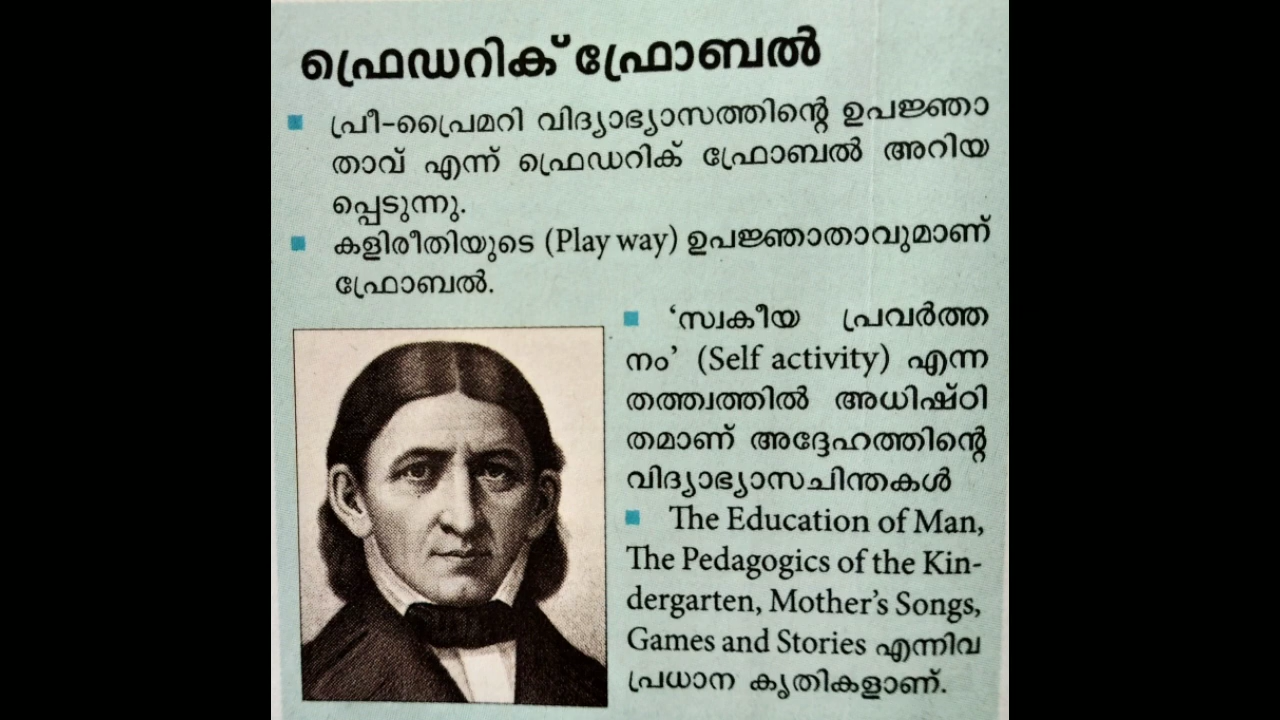 ഫ്രെഡറിക് ഫ്രോബൽ
പ്രീ-പ്രൈമറി വിദ്യാഭ്യാസത്തിന്റെ ഉപജ്ഞാ
താവ് എന്ന് ഫ്രെഡറിക് ഫ്രോബൽ അറിയ
പ്പെടുന്നു.
കളിരീതിയുടെ (Play way) ഉപജ്ഞാതാവുമാണ്
ഫ്രോബൽ.
‘സ്വകീയ പ്രവർത്ത
നം’ (Self activity) എന്ന
തത്ത്വത്തിൽ അധിഷ്ഠി
തമാണ് അദ്ദേഹത്തിന്റെ
വിദ്യാഭ്യാസചിന്തകൾ
The Education of Man,
The Pedagogics of the Kin-
dergarten, Mother’s Songs,
Games and Stories എന്നിവ
പ്രധാന കൃതികളാണ്.